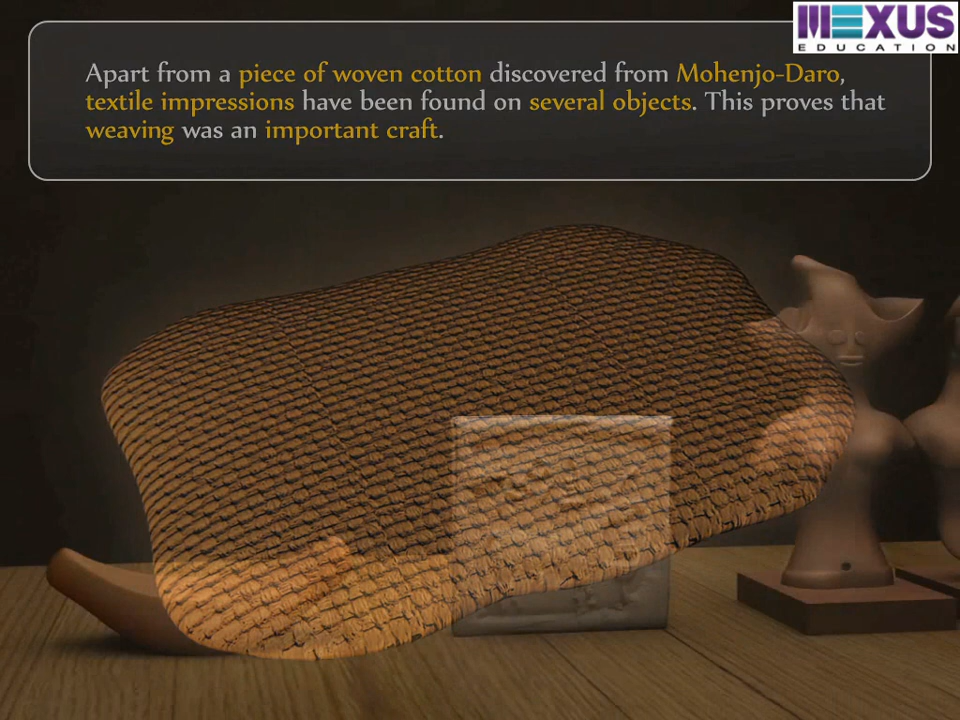 MEXUS
EDUCATION
Apart from a piece of woven cotton discovered from Mohenjo-Daro,
textile impressions have been found on several objects. This proves that
weaving was an important craft.